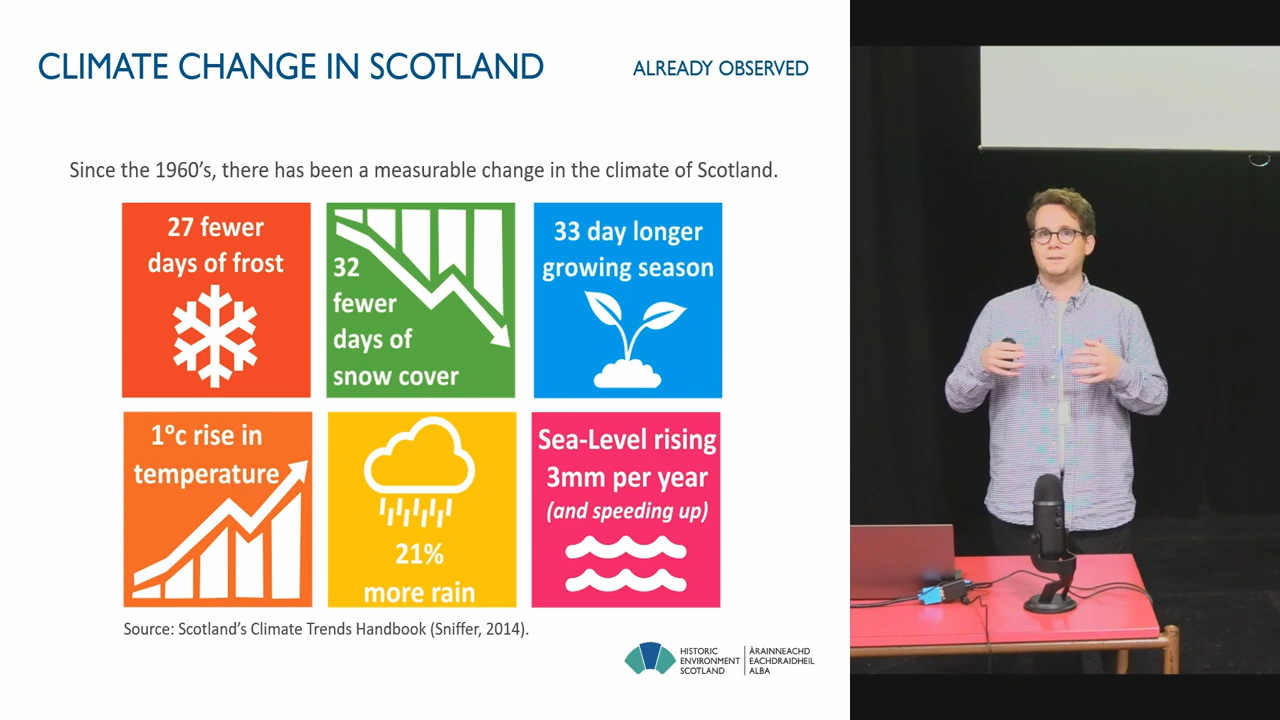 CLIMATE CHANGE IN SCOTLAND
ALREADY OBSERVED
Since the 1960’s, there has been a measurable change in the climate of Scotland.
27 fewer
days of frost
32
fewer
days of
snow cover
33 day longer
growing season
1°c rise in
temperature
21%
more rain
Sea-Level rising
3mm per year
(and speeding up)
Source: Scotland’s Climate Trends Handbook (Sniffer, 2014).
HISTORIC
ENVIRONMENT
SCOTLAND
ÀRAINNEACHD
EACHDRAIDHEIL
ALBA